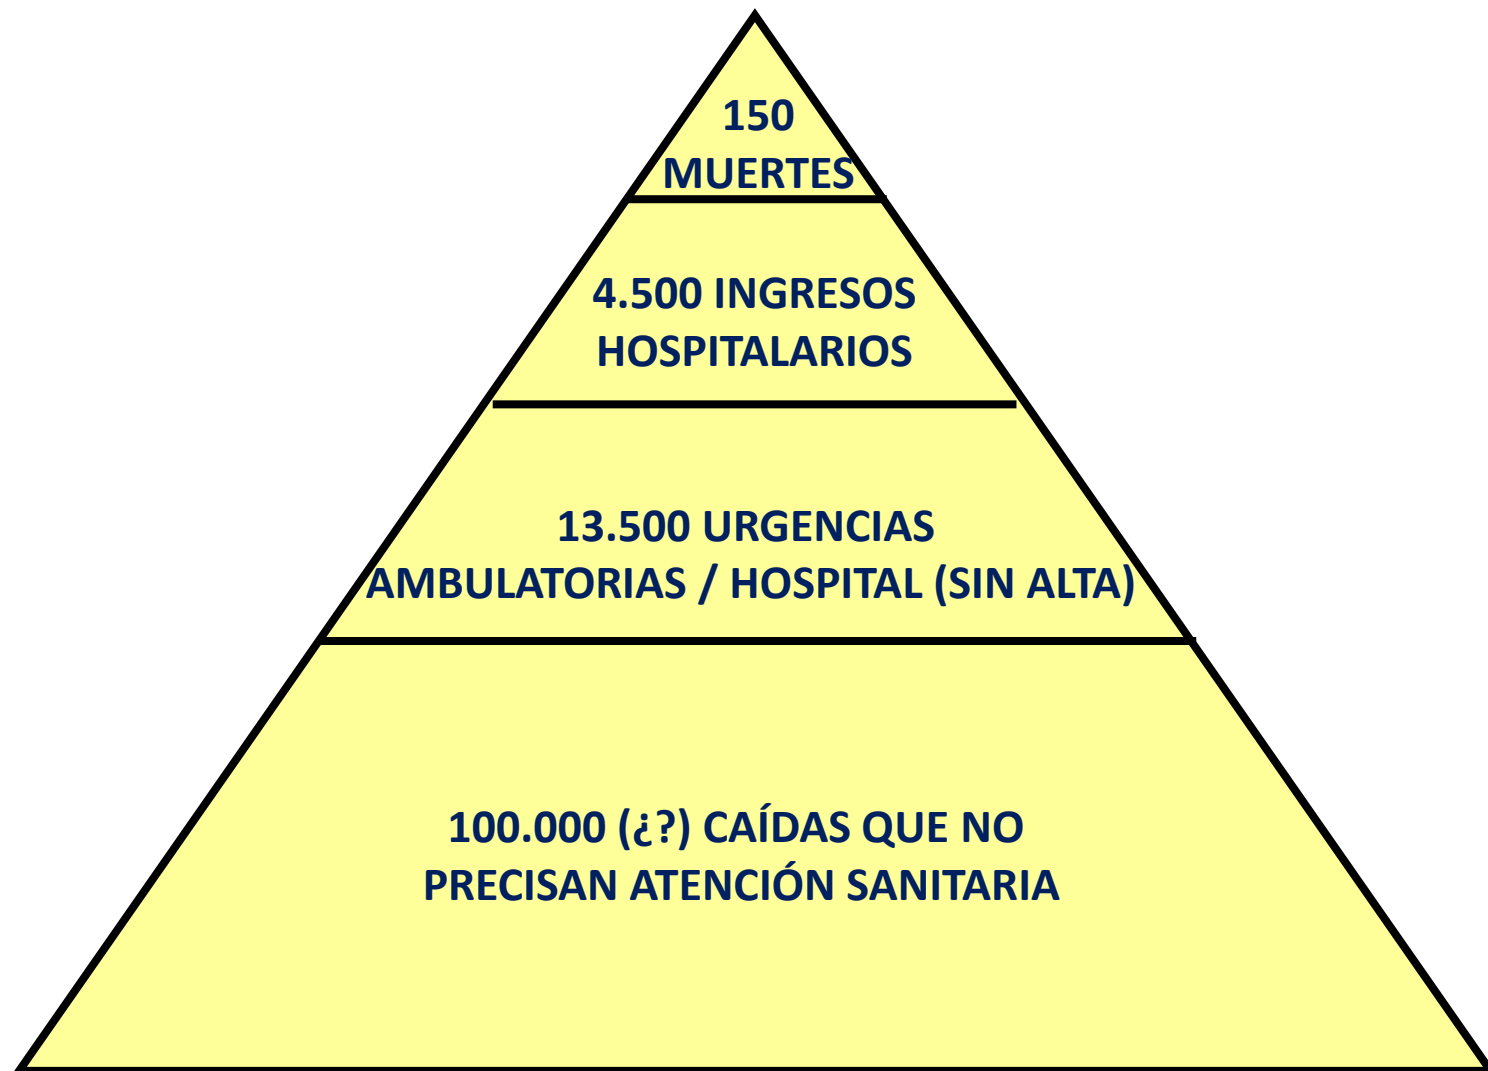 150
MUERTES
4.500 INGRESOS
HOSPITALARIOS
13.500 URGENCIAS
AMBULATORIAS / HOSPITAL (SIN ALTA)
100.000 (¿?) CAÍDAS QUE NO
PRECISAN ATENCIÓN SANITARIA